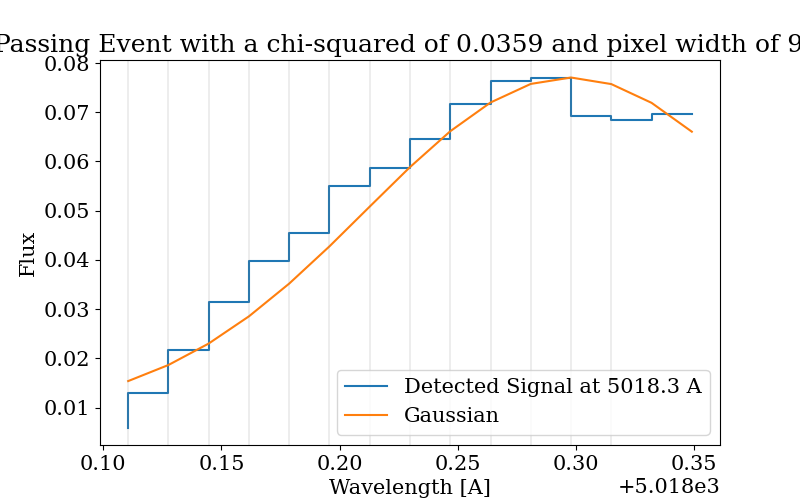 Passing Event with a chi-squared of 0.0359 and pixel width of 9
0.08
0.07
0.06
0.05
0.04
0.03
0.02
0.01
Flux
Detected Signal at 5018.3 A
Gaussian
0.10 0.15 0.20 0.25 0.30 0.35
+5.018e3
Wavelength [A]